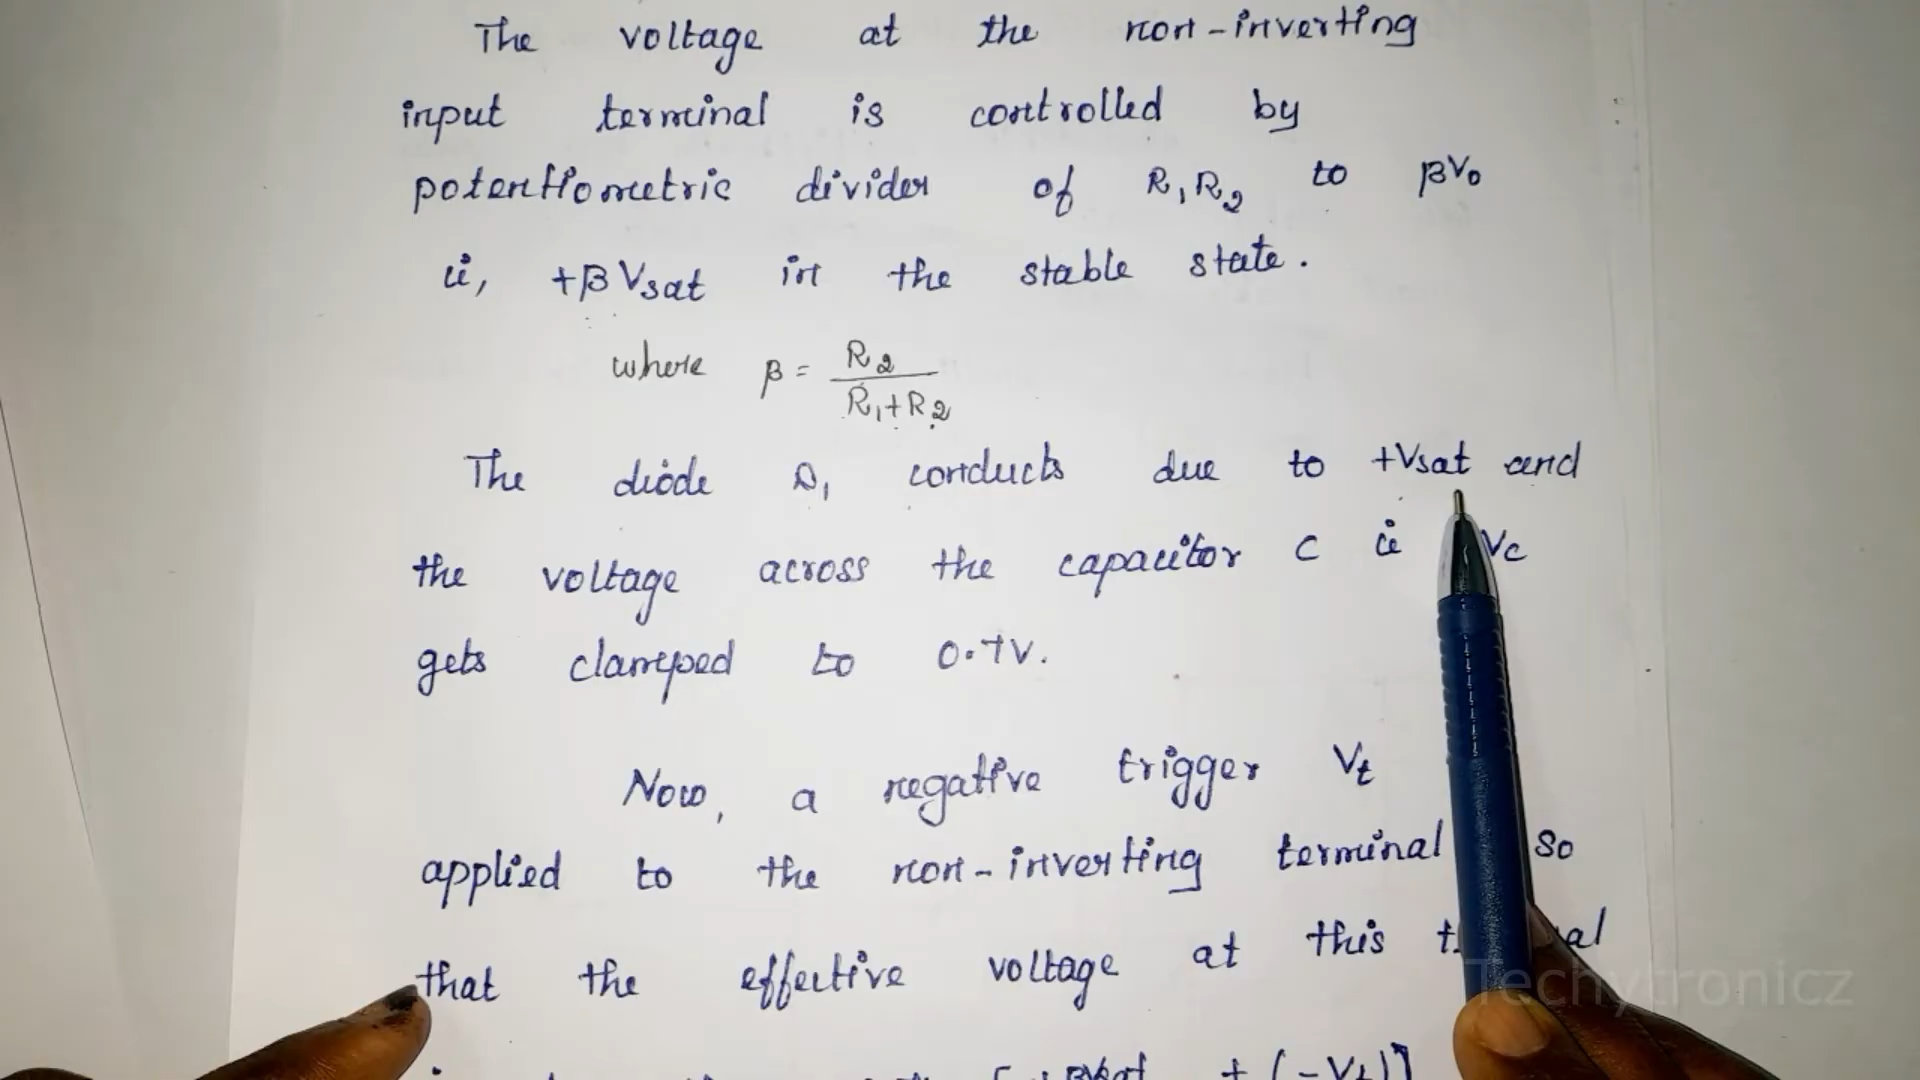 The voltage at the non-inverting
input terminal is controlled by
potentiometric divider of R₁R₂ to βV₀
ie, +βVsat in the stable state.
where β = R₂ / R₁+R₂
The diode D₁ conducts due to +Vsat and
the voltage across the capacitor C ie Vc
gets clamped to 0.7V.
Now, a negative trigger Vt
applied to the non-inverting terminal so
that the effective voltage at this
[+βVsat + (-Vt)]
Techytronicz